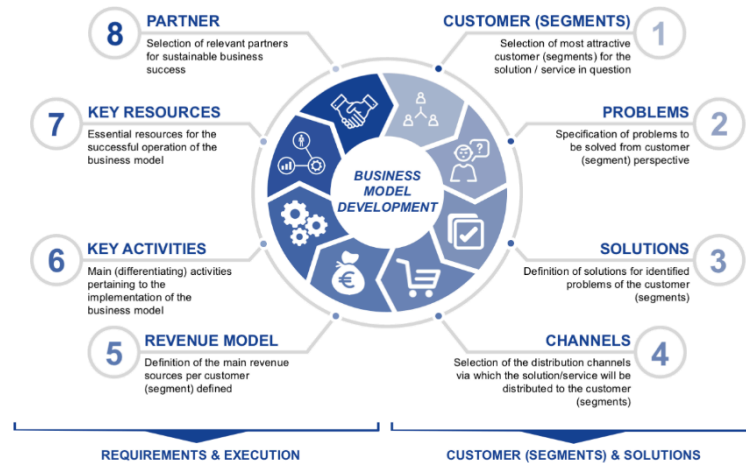 8
PARTNER
Selection of relevant partners
for sustainable business
success
CUSTOMER (SEGMENTS)
1
Selection of most attractive
customer (segments) for the
solution / service in question
7
KEY RESOURCES
Essential resources for the
successful operation of the
business model
PROBLEMS
2
Specification of problems to
be solved from customer
(segment) perspective
?
BUSINESS
MODEL
DEVELOPMENT
6
KEY ACTIVITIES
Main (differentiating) activities
pertaining to the
implementation of the
business model
SOLUTIONS
3
Definition of solutions for identified
problems of the customer
(segments)
€
5
REVENUE MODEL
Definition of the main revenue
sources per customer
(segment) defined
CHANNELS
4
Selection of the distribution channels
via which the solution/service will be
distributed to the customer
(segments)
REQUIREMENTS & EXECUTION
CUSTOMER (SEGMENTS) & SOLUTIONS